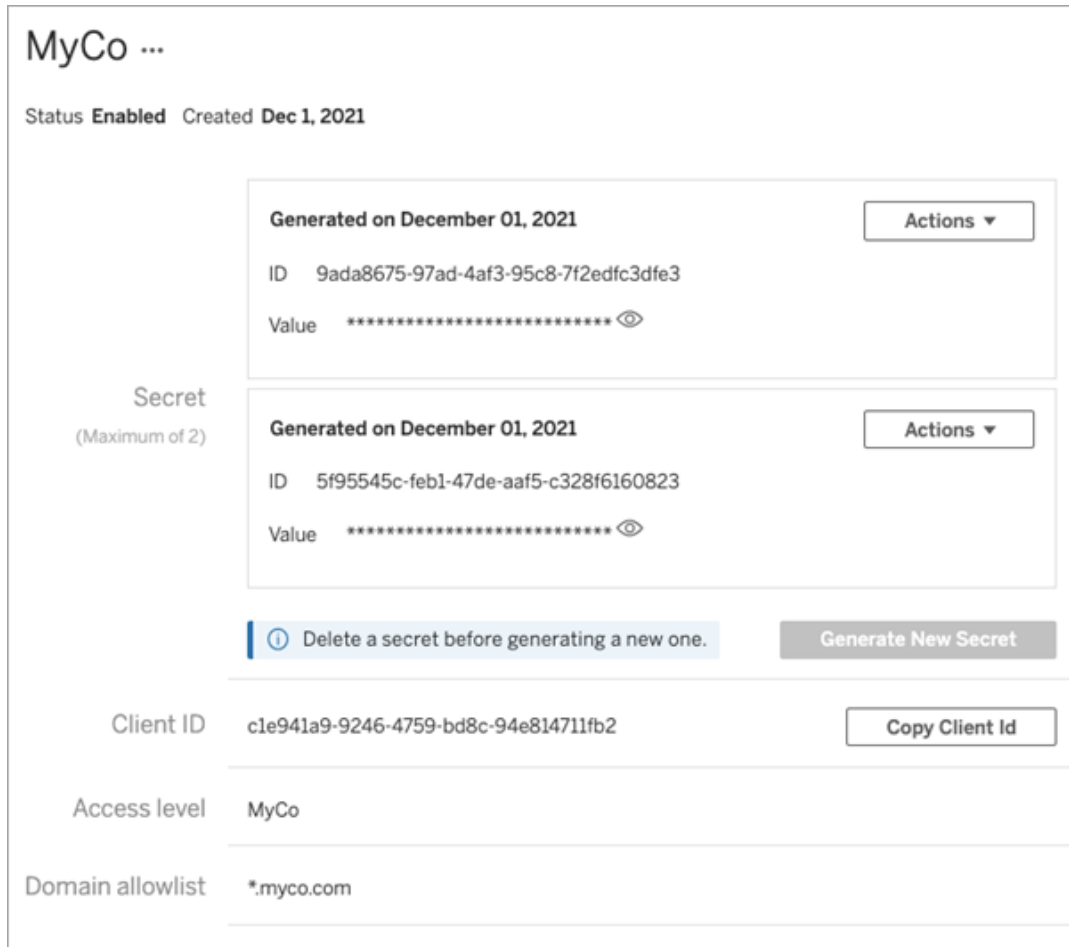 MyCo ...
Status Enabled Created Dec 1, 2021
Generated on December 01, 2021
Actions
ID 9ada8675-97ad-4af3-95c8-7f2edfc3dfe3
Value ***************************
Secret
(Maximum of 2)
Generated on December 01, 2021
Actions
ID 5f95545c-feb1-47de-aaf5-c328f6160823
Value ***************************
Delete a secret before generating a new one.
Generate New Secret
Client ID c1e941a9-9246-4759-bd8c-94e814711fb2
Copy Client Id
Access level MyCo
Domain allowlist *.myco.com